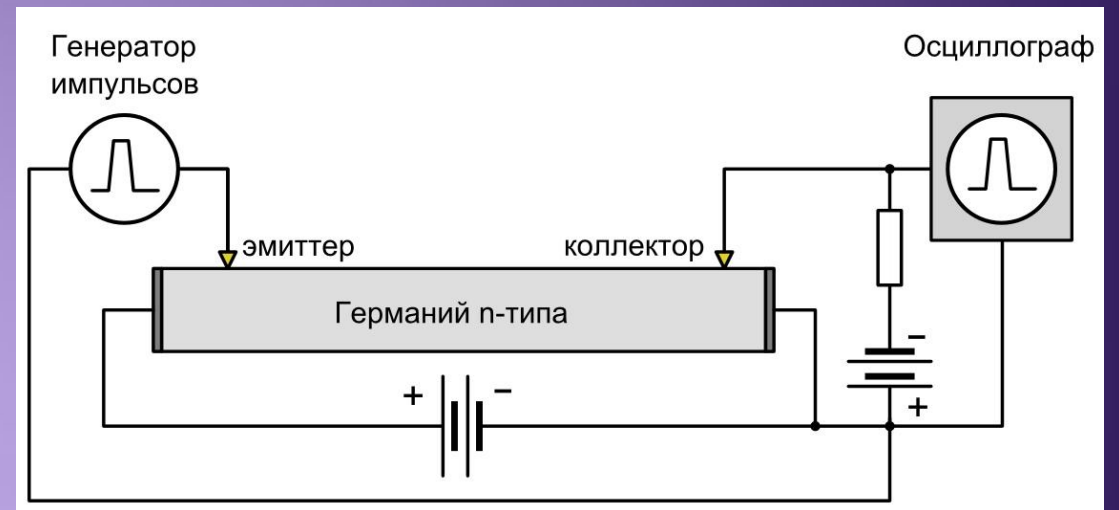 Генератор
импульсов
Осциллограф
эмиттер
коллектор
Германий n-типа
+
−
−
+